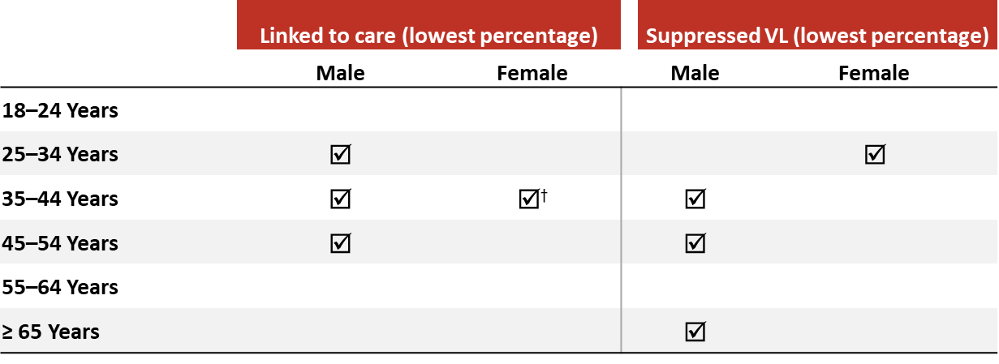 Linked to care (lowest percentage) Suppressed VL (lowest percentage)
Male Female Male Female
18–24 Years
25–34 Years ☑ ☑
35–44 Years ☑ ☑† ☑
45–54 Years ☑ ☑
55–64 Years
≥ 65 Years ☑